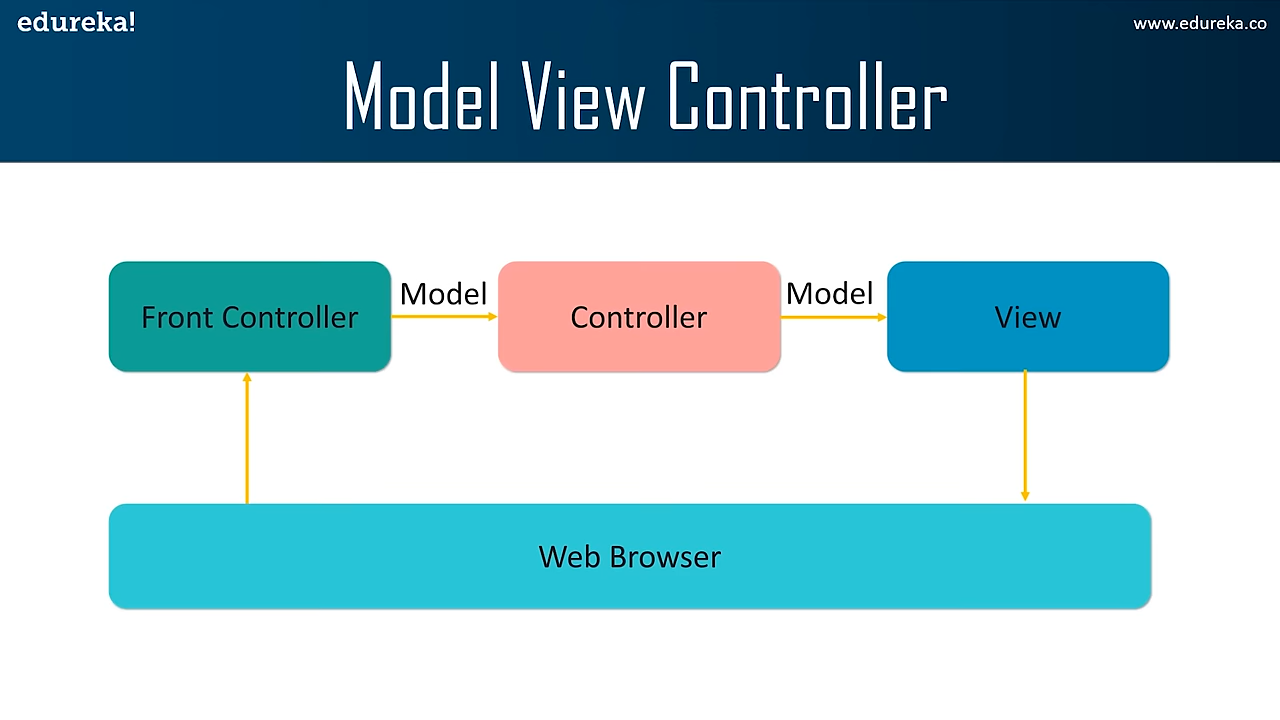 edureka!
www.edureka.co
Model View Controller
Front Controller
Model
Controller
Model
View
Web Browser